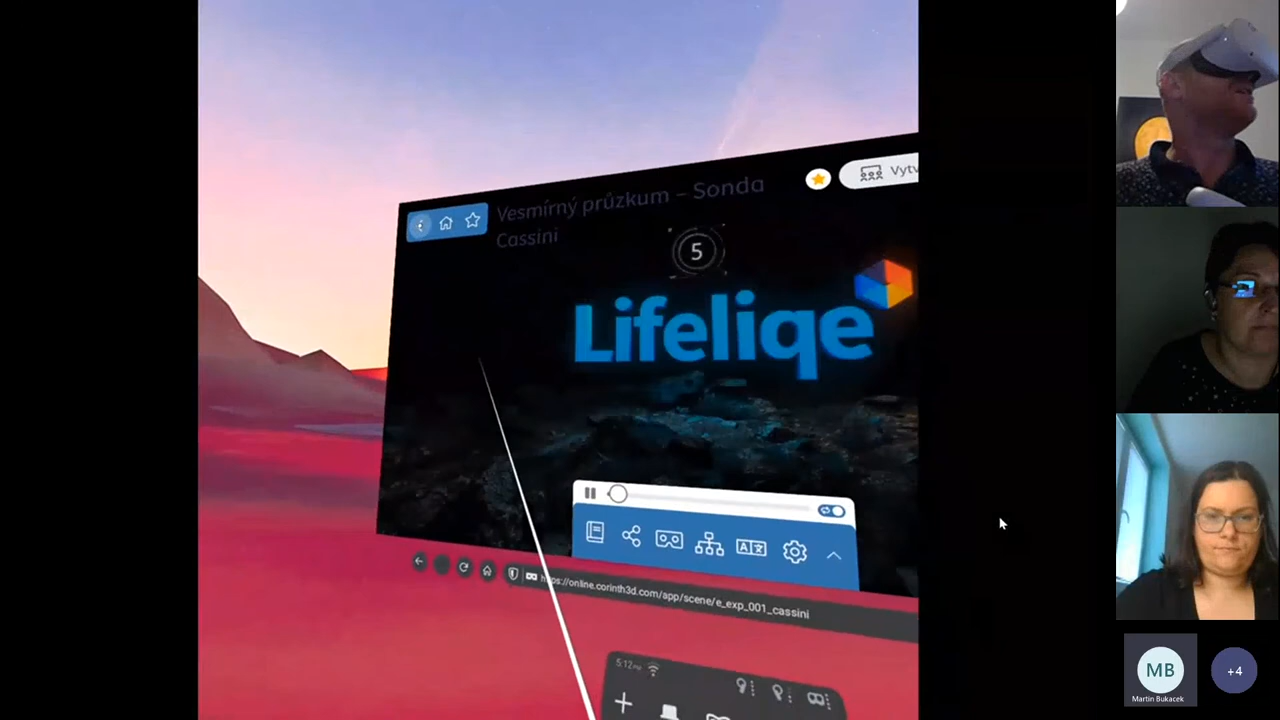 Vesmírný průzkum – Sonda
Cassini
Vytv
5
Lifeliqe
https://online.corinth3d.com/app/scene/e_exp_001_cassini
5:12 PM
MB
Martin Bukacek
+4